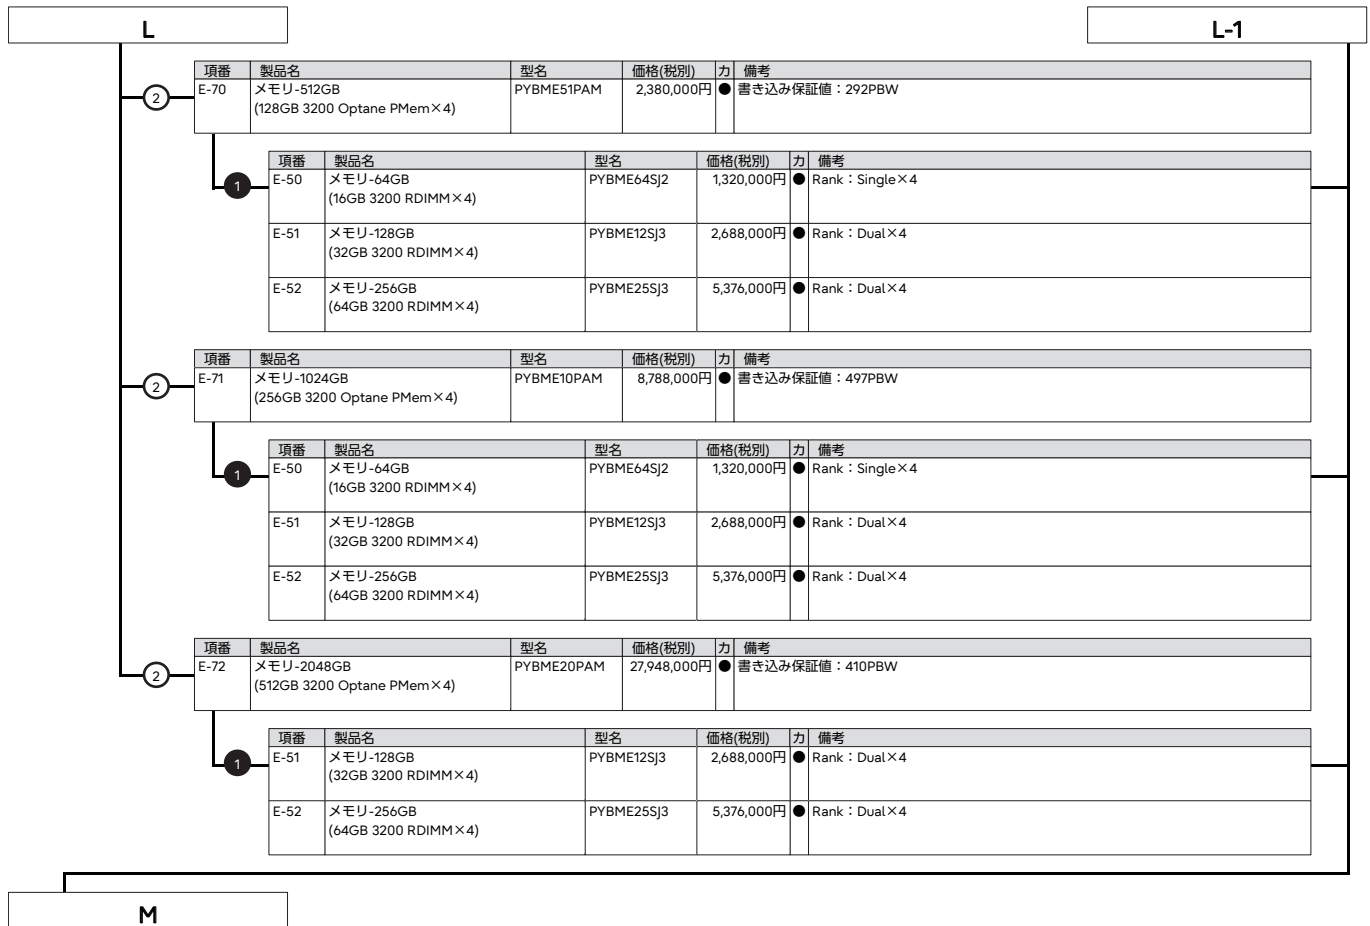 L
L-1
項番 製品名 型名 価格(税別) カ 備考
② E-70 メモリ-512GB PYBME51PAM 2,380,000円 ● 書き込み保証値：292PBW
(128GB 3200 Optane PMem×4)
項番 製品名 型名 価格(税別) カ 備考
❶ E-50 メモリ-64GB PYBME64SJ2 1,320,000円 ● Rank：Single×4
(16GB 3200 RDIMM×4)
E-51 メモリ-128GB PYBME12SJ3 2,688,000円 ● Rank：Dual×4
(32GB 3200 RDIMM×4)
E-52 メモリ-256GB PYBME25SJ3 5,376,000円 ● Rank：Dual×4
(64GB 3200 RDIMM×4)
項番 製品名 型名 価格(税別) カ 備考
② E-71 メモリ-1024GB PYBME10PAM 8,788,000円 ● 書き込み保証値：497PBW
(256GB 3200 Optane PMem×4)
項番 製品名 型名 価格(税別) カ 備考
❶ E-50 メモリ-64GB PYBME64SJ2 1,320,000円 ● Rank：Single×4
(16GB 3200 RDIMM×4)
E-51 メモリ-128GB PYBME12SJ3 2,688,000円 ● Rank：Dual×4
(32GB 3200 RDIMM×4)
E-52 メモリ-256GB PYBME25SJ3 5,376,000円 ● Rank：Dual×4
(64GB 3200 RDIMM×4)
項番 製品名 型名 価格(税別) カ 備考
② E-72 メモリ-2048GB PYBME20PAM 27,948,000円 ● 書き込み保証値：410PBW
(512GB 3200 Optane PMem×4)
項番 製品名 型名 価格(税別) カ 備考
❶ E-51 メモリ-128GB PYBME12SJ3 2,688,000円 ● Rank：Dual×4
(32GB 3200 RDIMM×4)
E-52 メモリ-256GB PYBME25SJ3 5,376,000円 ● Rank：Dual×4
(64GB 3200 RDIMM×4)
M